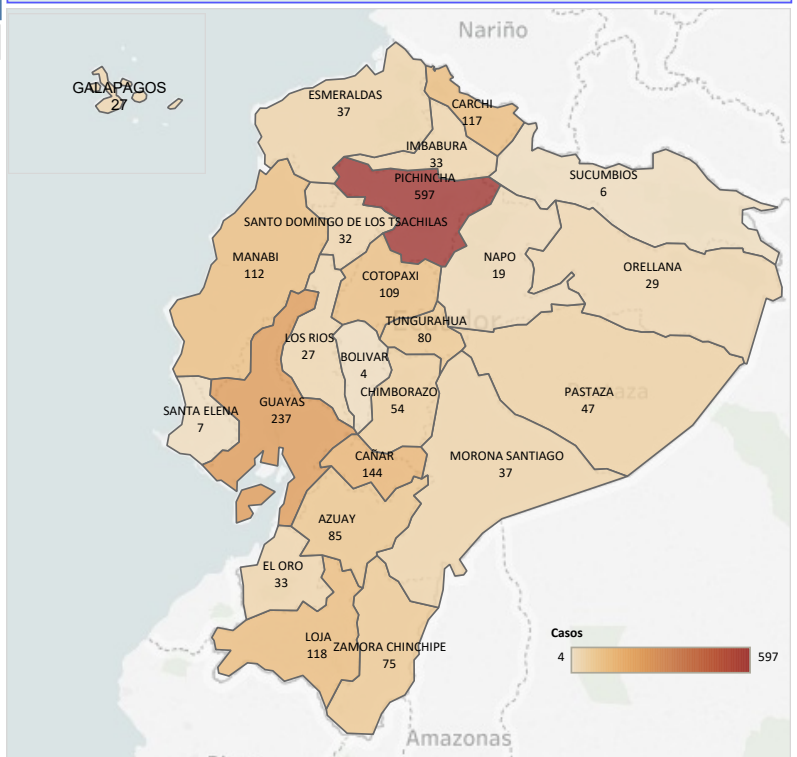 Nariño
GALAPAGOS
27
ESMERALDAS
37
CARCHI
117
IMBABURA
33
PICHINCHA
597
SUCUMBIOS
6
SANTO DOMINGO DE LOS TSACHILAS
32
MANABI
112
NAPO
19
ORELLANA
29
COTOPAXI
109
Ecuador
TUNGURAHUA
80
LOS RIOS
27
BOLIVAR
4
CHIMBORAZO
54
PASTAZA
47
GUAYAS
237
SANTA ELENA
7
CAÑAR
144
MORONA SANTIAGO
37
AZUAY
85
EL ORO
33
LOJA
118
ZAMORA CHINCHIPE
75
Casos
4 597
Amazonas